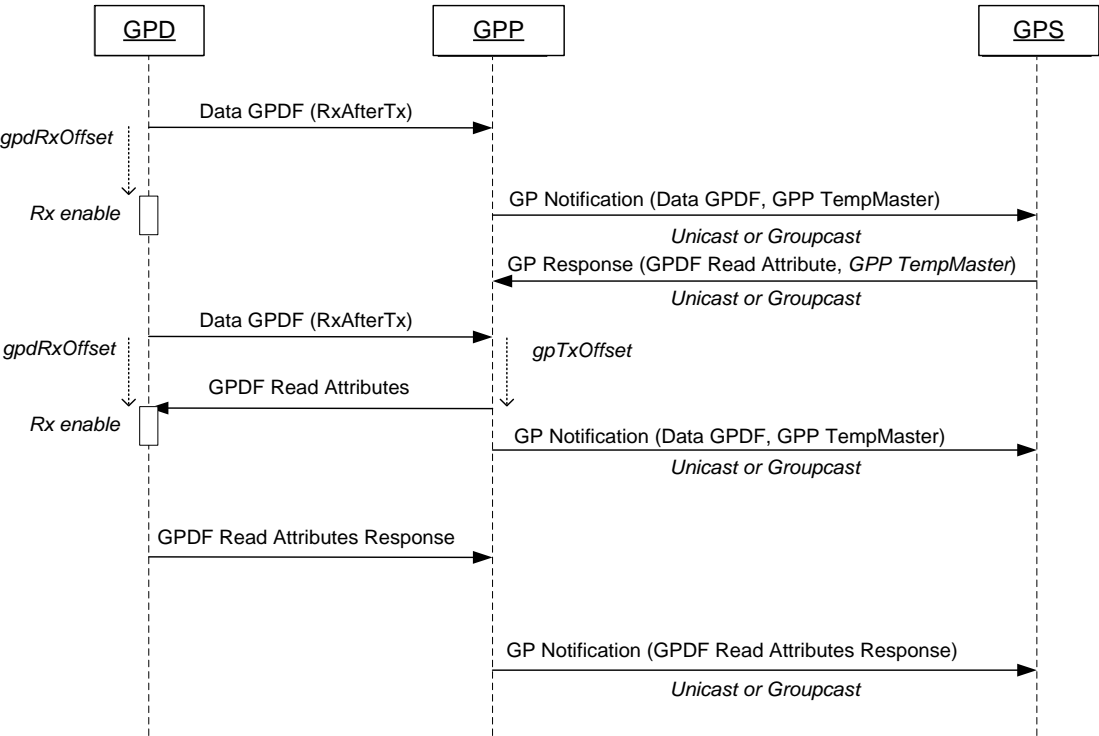 GPD
GPP
GPS
Data GPDF (RxAfterTx)
gpdRxOffset
GP Notification (Data GPDF, GPP TempMaster)
Rx enable
Unicast or Groupcast
GP Response (GPDF Read Attribute, GPP TempMaster)
Unicast or Groupcast
Data GPDF (RxAfterTx)
gpdRxOffset
gpTxOffset
GPDF Read Attributes
Rx enable
GP Notification (Data GPDF, GPP TempMaster)
Unicast or Groupcast
GPDF Read Attributes Response
GP Notification (GPDF Read Attributes Response)
Unicast or Groupcast